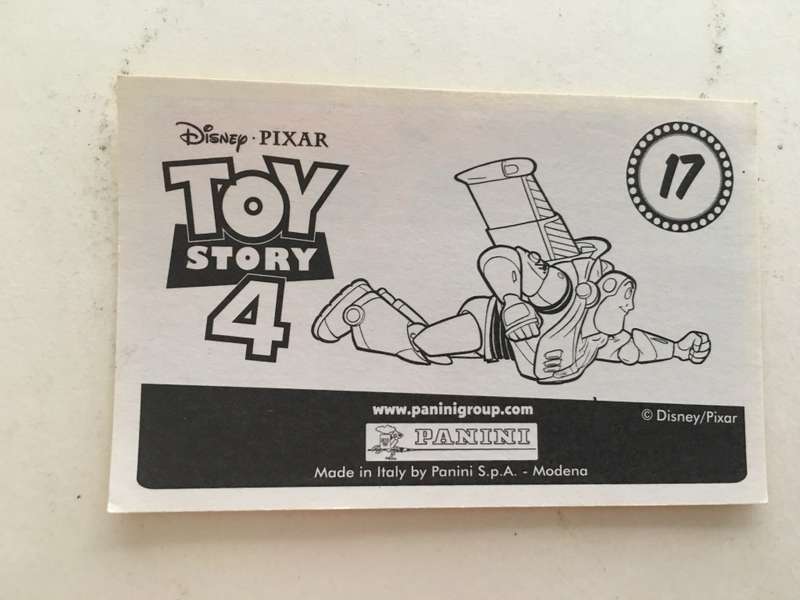 Disney · PIXAR
TOY
STORY
4
17
www.paninigroup.com
© Disney/Pixar
PANINI
Made in Italy by Panini S.p.A. - Modena